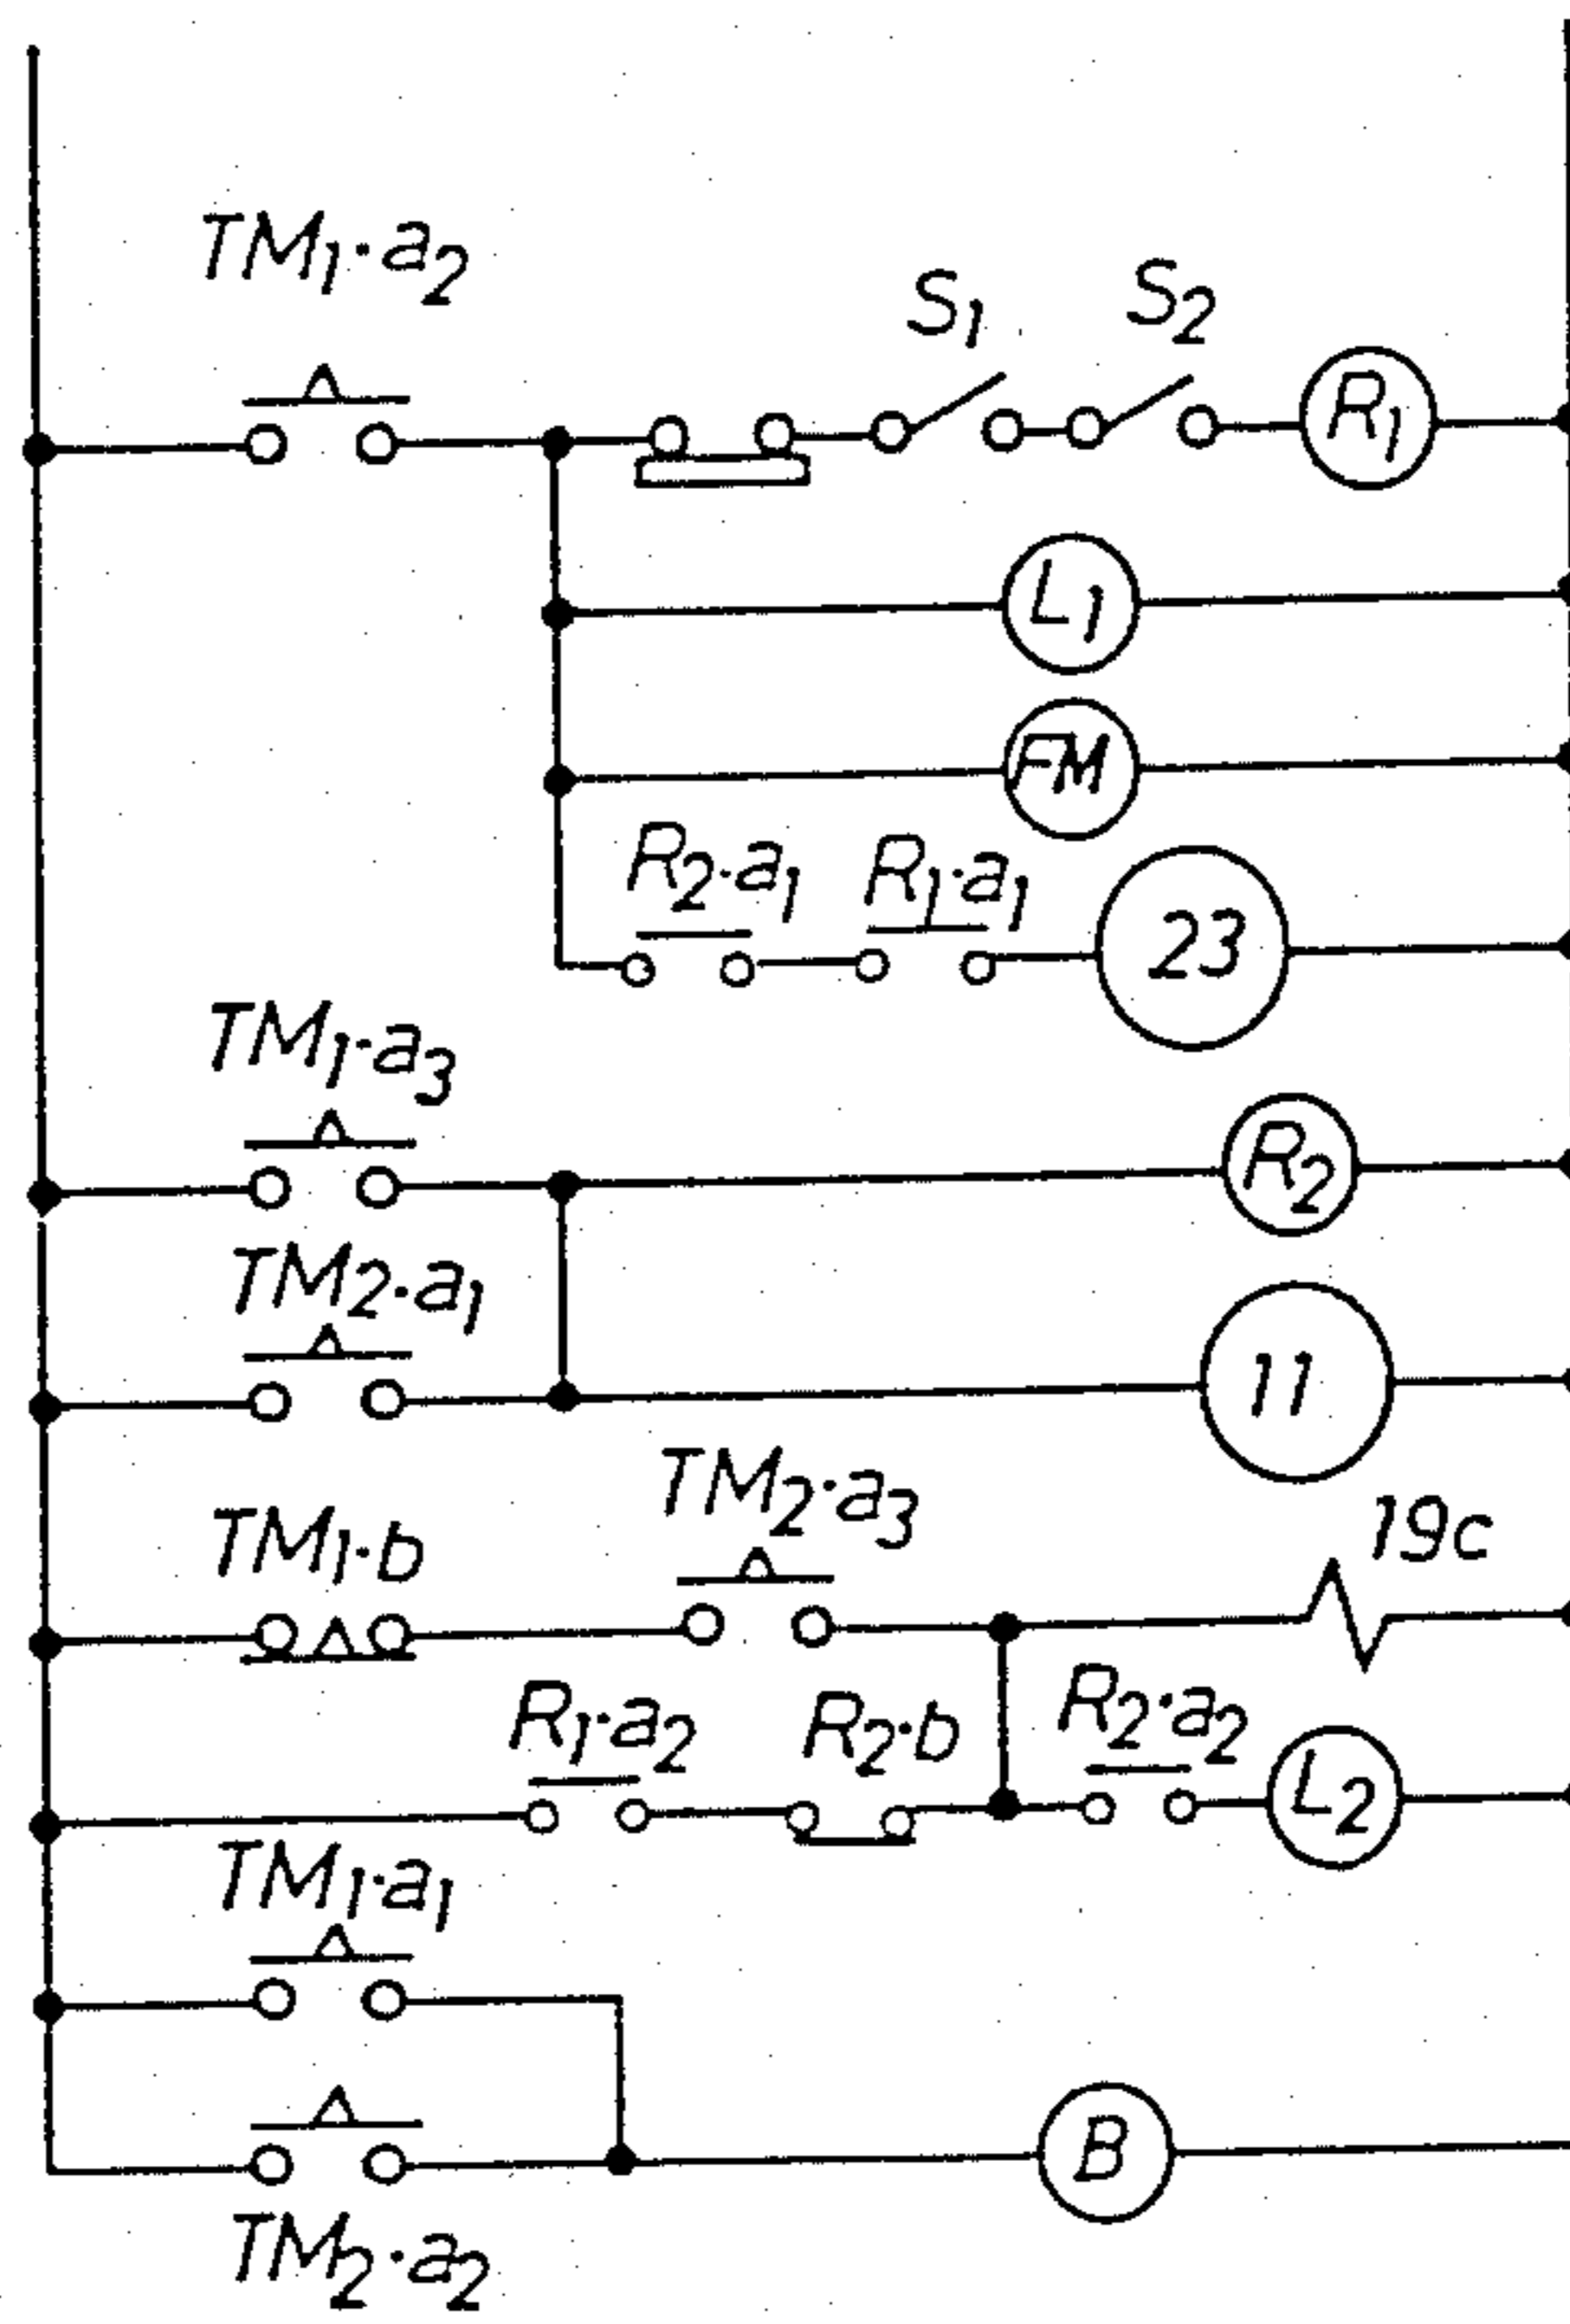 TM₁·a₂
S₁ S₂
R₁
L₁
FM
R₂·a₁ R₁·a₁
23
TM₁·a₃
R₂
TM₂·a₁
11
TM₂·a₃
19c
TM₁·b
R₁·a₂ R₂·b R₂·a₂
L₂
TM₁·a₁
B
TM₂·a₂